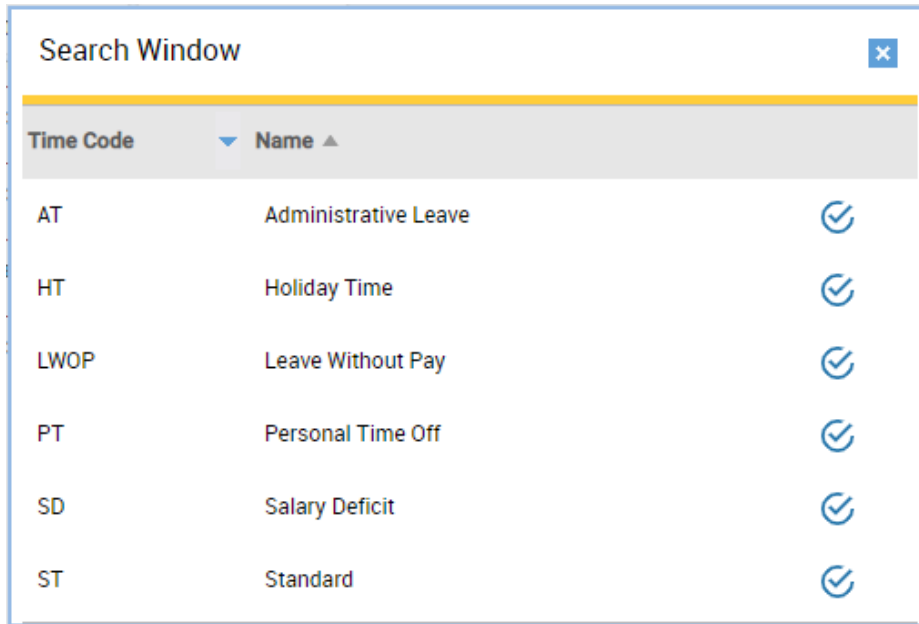 Search Window
Time Code Name
AT Administrative Leave
HT Holiday Time
LWOP Leave Without Pay
PT Personal Time Off
SD Salary Deficit
ST Standard